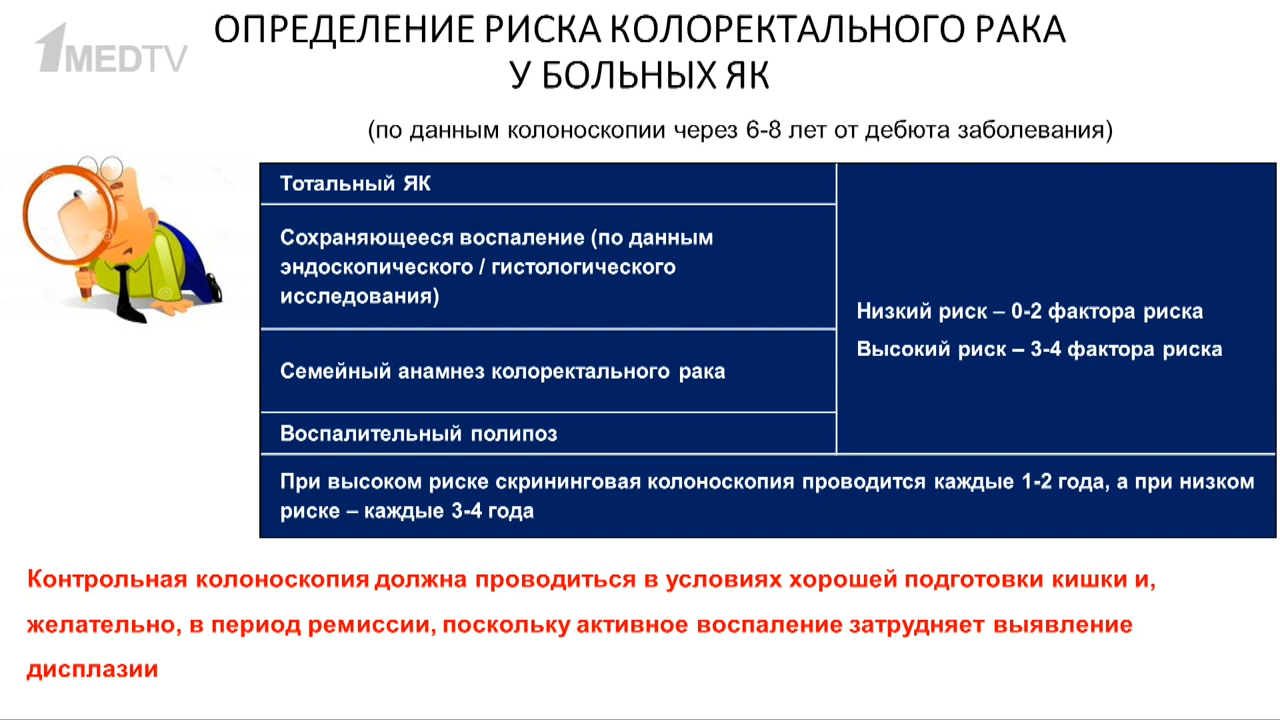 1MEDTV
ОПРЕДЕЛЕНИЕ РИСКА КОЛОРЕКТАЛЬНОГО РАКА
У БОЛЬНЫХ ЯК
(по данным колоноскопии через 6-8 лет от дебюта заболевания)
Тотальный ЯК
Сохраняющееся воспаление (по данным
эндоскопического / гистологического
исследования)
Семейный анамнез колоректального рака
Воспалительный полипоз
Низкий риск – 0-2 фактора риска
Высокий риск – 3-4 фактора риска
При высоком риске скрининговая колоноскопия проводится каждые 1-2 года, а при низком
риске – каждые 3-4 года
Контрольная колоноскопия должна проводиться в условиях хорошей подготовки кишки и,
желательно, в период ремиссии, поскольку активное воспаление затрудняет выявление
дисплазии